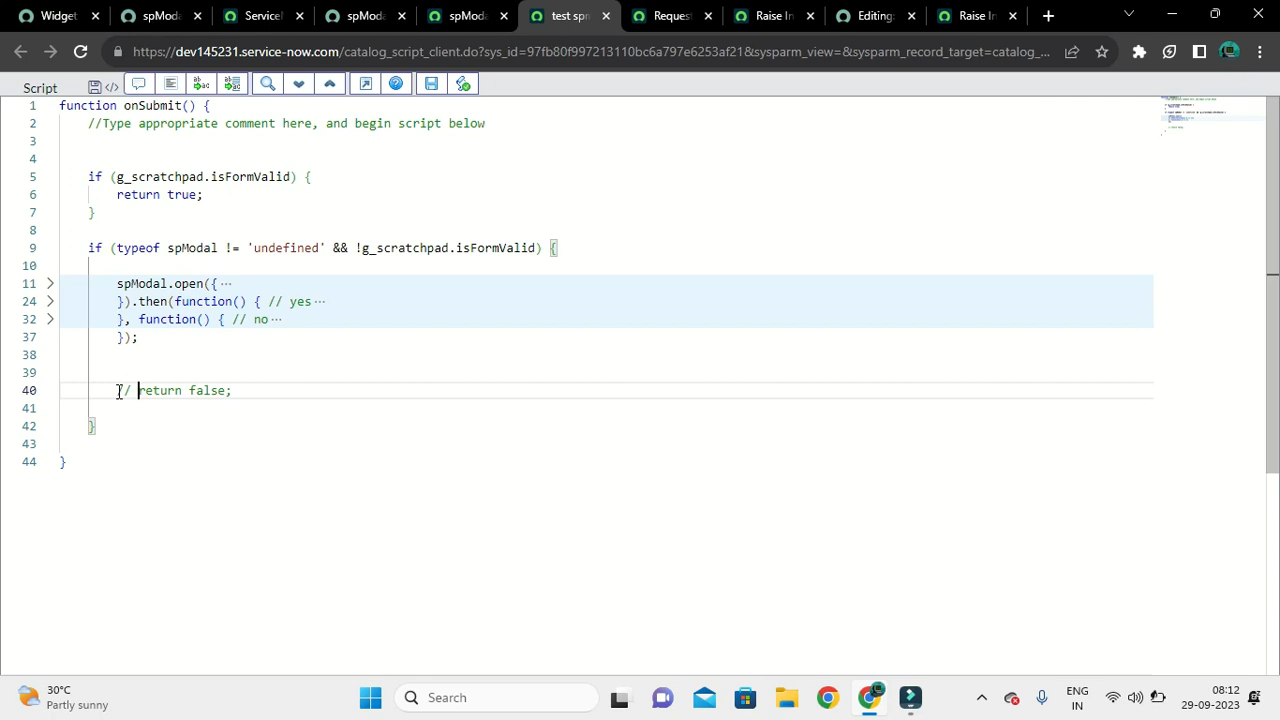 Widget
spMod
Servicel
spMod
spMod
test spm
Request
Raise In
Editing:
Raise In
https://dev145231.service-now.com/catalog_script_client.do?sys_id=97fb80f997213110bc6a797e6253af21&sysparm_view=&sysparm_record_target=catalog_...
Script
1 function onSubmit() {
2 //Type appropriate comment here, and begin script below
3
4
5 if (g_scratchpad.isFormValid) {
6 return true;
7 }
8
9 if (typeof spModal != 'undefined' && !g_scratchpad.isFormValid) {
10
11 spModal.open({...
24 }).then(function() { // yes...
32 }, function() { // no...
37 });
38
39
40 // return false;
41
42 }
43
44 }
30°C
Partly sunny
Search
ENG
IN
08:12
29-09-2023